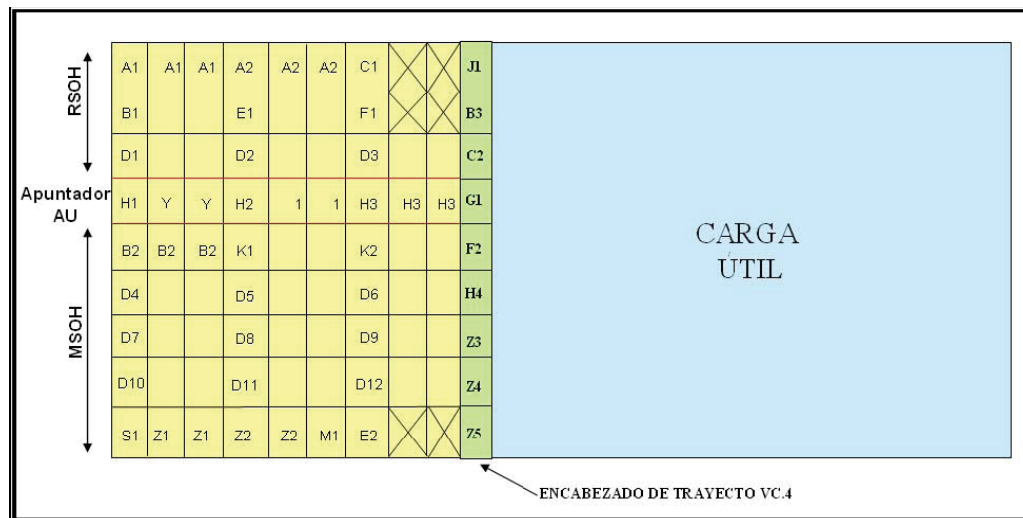 RSOH
Apuntador
AU
MSOH
A1 A1 A1 A2 A2 A2 C1 J1
B1 E1 F1 B3
D1 D2 D3 C2
H1 Y Y H2 1 1 H3 H3 H3 G1
B2 B2 B2 K1 K2 F2
D4 D5 D6 H4
D7 D8 D9 Z3
D10 D11 D12 Z4
S1 Z1 Z1 Z2 Z2 M1 E2 Z5
CARGA
ÚTIL
ENCABEZADO DE TRAYECTO VC.4